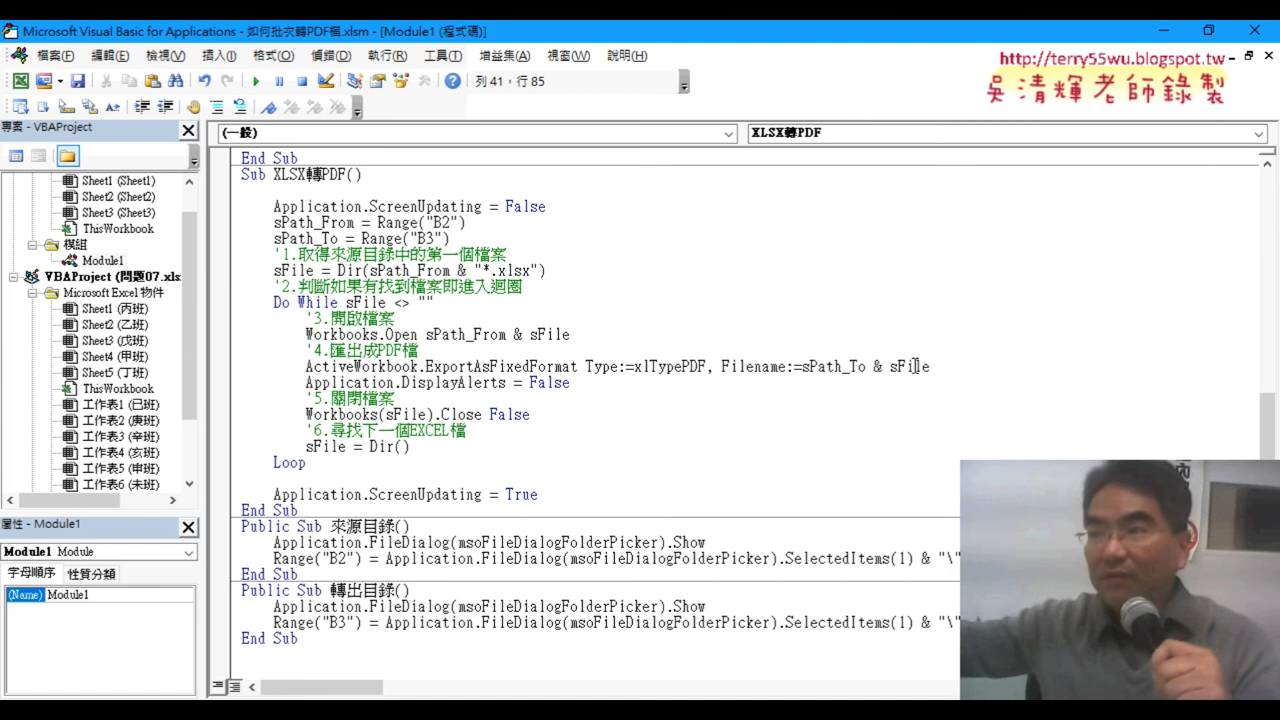 Microsoft Visual Basic for Applications - 如何批次轉PDF檔.xlsm - [Module1 (程式碼)]
檔案(F) 編輯(E) 檢視(V) 插入(I) 格式(O) 偵錯(D) 執行(R) 工具(T) 增益集(A) 視窗(W) 說明(H)
http://terry55wu.blogspot.tw
吳清輝老師錄製
列 41，行 85
專案 - VBAProject
Sheet1 (Sheet1)
Sheet2 (Sheet2)
Sheet3 (Sheet3)
ThisWorkbook
模組
Module1
VBAProject (問題07.xls
Microsoft Excel 物件
Sheet1 (丙班)
Sheet2 (乙班)
Sheet3 (戊班)
Sheet4 (甲班)
Sheet5 (丁班)
ThisWorkbook
工作表1 (己班)
工作表2 (庚班)
工作表3 (辛班)
工作表4 (亥班)
工作表5 (申班)
工作表6 (未班)
屬性 - Module1
Module1 Module
字母順序 性質分類
(Name) Module1
(一般) XLSX轉PDF
End Sub
Sub XLSX轉PDF()
Application.ScreenUpdating = False
sPath_From = Range("B2")
sPath_To = Range("B3")
'1.取得來源目錄中的第一個檔案
sFile = Dir(sPath_From & "*.xlsx")
'2.判斷如果有找到檔案即進入迴圈
Do While sFile <> ""
'3.開啟檔案
Workbooks.Open sPath_From & sFile
'4.匯出成PDF檔
ActiveWorkbook.ExportAsFixedFormat Type:=xlTypePDF, Filename:=sPath_To & sFile
Application.DisplayAlerts = False
'5.關閉檔案
Workbooks(sFile).Close False
'6.尋找下一個EXCEL檔
sFile = Dir()
Loop
Application.ScreenUpdating = True
End Sub
Public Sub 來源目錄()
Application.FileDialog(msoFileDialogFolderPicker).Show
Range("B2") = Application.FileDialog(msoFileDialogFolderPicker).SelectedItems(1) & "\"
End Sub
Public Sub 轉出目錄()
Application.FileDialog(msoFileDialogFolderPicker).Show
Range("B3") = Application.FileDialog(msoFileDialogFolderPicker).SelectedItems(1) & "\"
End Sub